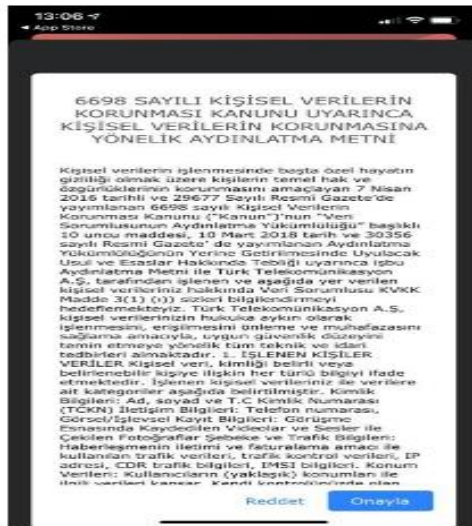 13:06
App Store
6698 SAYILI KİŞİSEL VERİLERİN
KORUNMASI KANUNU UYARINCA
KİŞİSEL VERİLERİN KORUNMASINA
YÖNELİK AYDINLATMA METNİ
Kişisel verilerin işlenmesinde başta özel hayatın
gizliliği olmak üzere kişilerin temel hak ve
özgürlüklerinin korunmasını amaçlayan 7 Nisan
2016 tarihli ve 29677 Sayılı Resmi Gazete'de
yayımlanan 6698 sayılı Kişisel Verilerin
Korunması Kanunu ("Kanun")'nun "Veri
Sorumlusunun Aydınlatma Yükümlülüğü" başlıklı
10 uncu maddesi, 10 Mart 2018 tarih ve 30356
sayılı Resmi Gazete' de yayımlanan Aydınlatma
Yükümlülüğünün Yerine Getirilmesinde Uyulacak
Usul ve Esaslar Hakkında Tebliği uyarınca işbu
Aydınlatma Metni ile Türk Telekomünikasyon
A.Ş. tarafından işlenen ve aşağıda yer verilen
kişisel verileriniz hakkında Veri Sorumlusu KVKK
Madde 3(1) (ı)) sizleri bilgilendirmeyi
hedeflemekteyiz. Türk Telekomünikasyon A.Ş.
kişisel verilerinizin hukuka aykırı olarak
işlenmesini, erişilmesini önleme ve muhafazasını
sağlama amacıyla, uygun güvenlik düzeyini
temin etmeye yönelik tüm teknik ve idari
tedbirleri almaktadır. 1. İŞLENEN KİŞİLER
VERİLER Kişisel veri, kimliği belirli veya
belirlenebilir kişiye ilişkin her türlü bilgiyi ifade
etmektedir. İşlenen kişisel verileriniz ile verilere
ait kategoriler aşağıda belirtilmiştir. Kimlik
Bilgileri: Ad, soyad ve T.C Kimlik Numarası
(TCKN) İletişim Bilgileri: Telefon numarası,
Görsel/İşlevsel Kayıt Bilgileri: Görüşme
Esnasında Kaydedilen Videolar ve Sesler ile
Çekilen Fotoğraflar Şebeke ve Trafik Bilgileri:
Haberleşmenin iletimi ve faturalama amacı ile
kullanılan trafik verileri, trafik kontrol verileri, IP
adresi, CDR trafik bilgileri, IMSI bilgileri. Konum
Verileri: Kullanıcıların (yaklaşık) konumları ile
ilgili verileri kapsar. Kendi kontrolünüzde olan
Reddet
Onayla